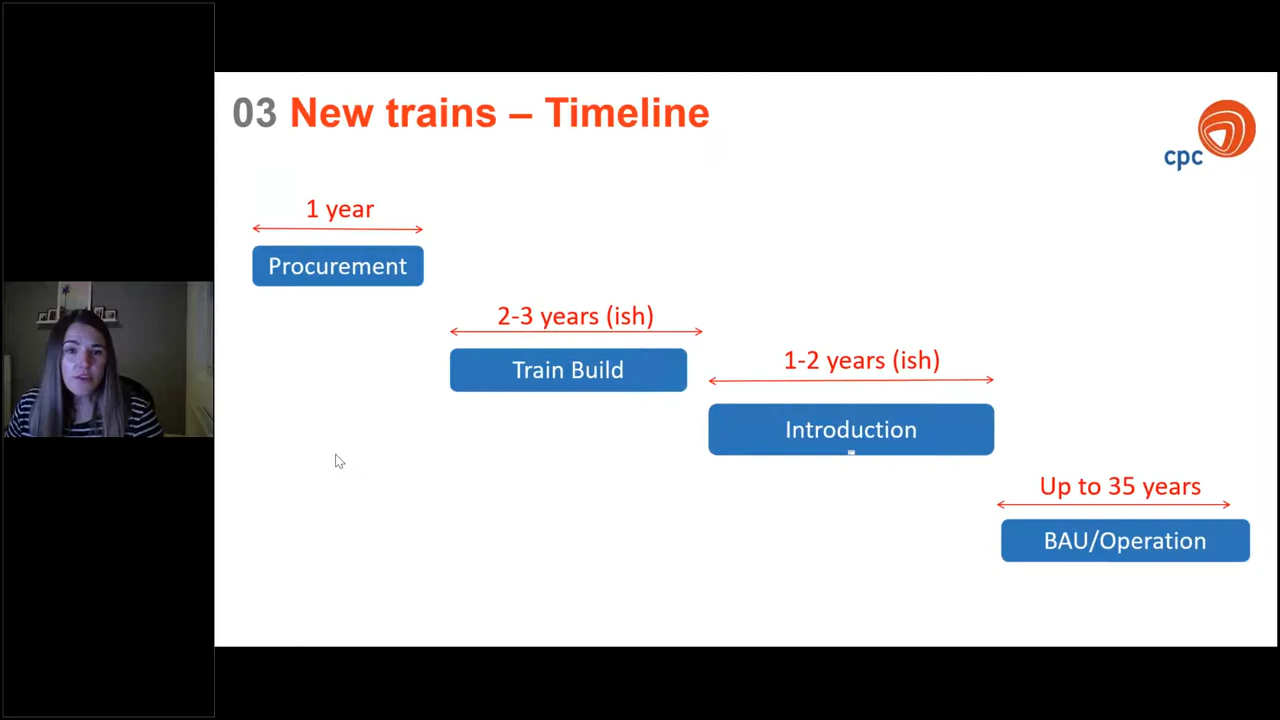 03 New trains – Timeline
cpc
1 year
Procurement
2-3 years (ish)
Train Build
1-2 years (ish)
Introduction
Up to 35 years
BAU/Operation